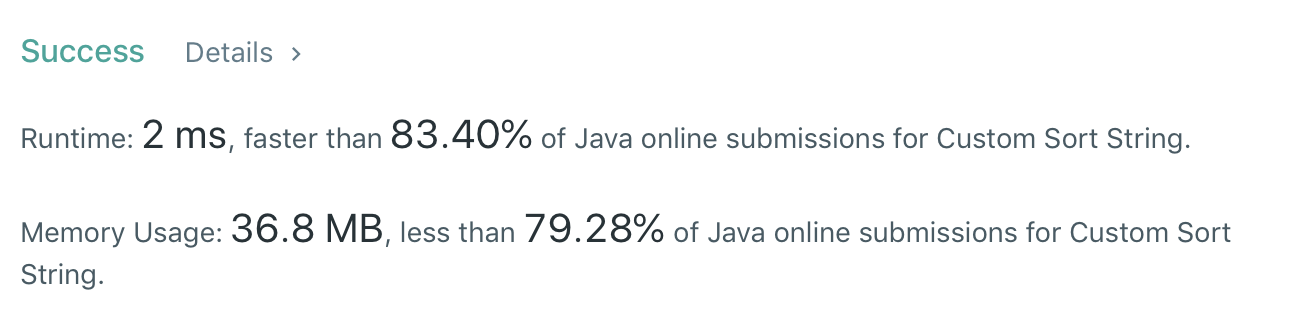 Success Details >
Runtime: 2 ms, faster than 83.40% of Java online submissions for Custom Sort String.
Memory Usage: 36.8 MB, less than 79.28% of Java online submissions for Custom Sort
String.